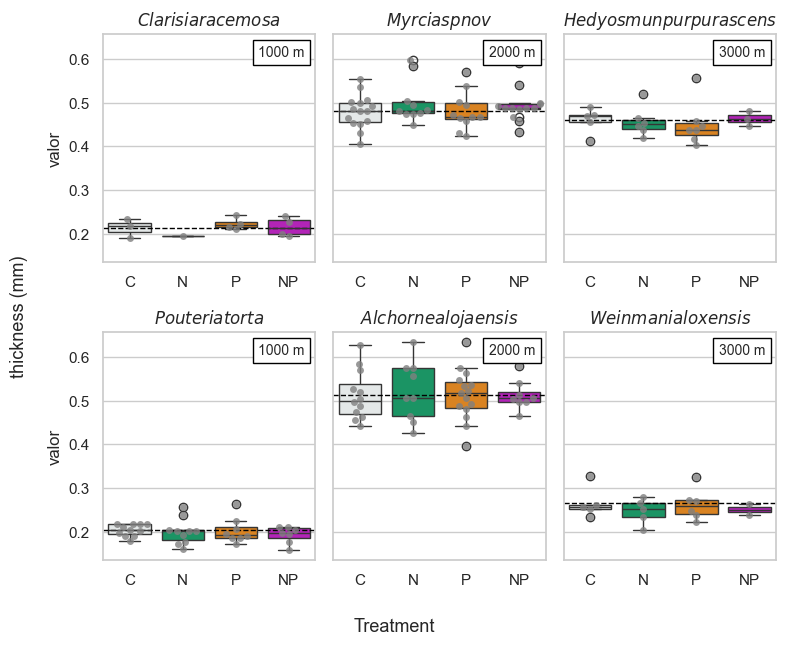 Clarisiaracemosa Myrciaspnov Hedyosmunpurpurascens
1000 m 2000 m 3000 m
0.6
0.5
0.4
0.3
0.2
valor
C N P NP C N P NP C N P NP
thickness (mm)
Pouteriatorta Alchornealojaensis Weinmanialoxensis
1000 m 2000 m 3000 m
0.6
0.5
0.4
0.3
0.2
valor
C N P NP C N P NP C N P NP
Treatment